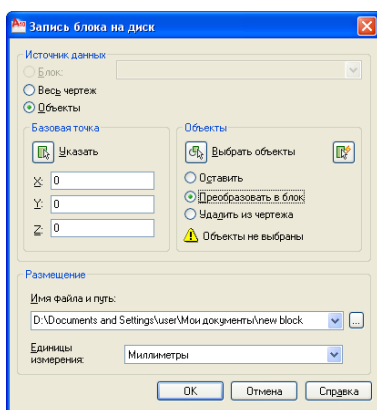 Запись блока на диск
Источник данных
Блок:
Весь чертеж
Объекты
Базовая точка
Указать
X: 0
Y: 0
Z: 0
Объекты
Выбрать объекты
Оставить
Преобразовать в блок
Удалить из чертежа
Объекты не выбраны
Размещение
Имя файла и путь:
D:\Documents and Settings\user\Мои документы\new block
...
Единицы измерения: Миллиметры
OK Отмена Справка